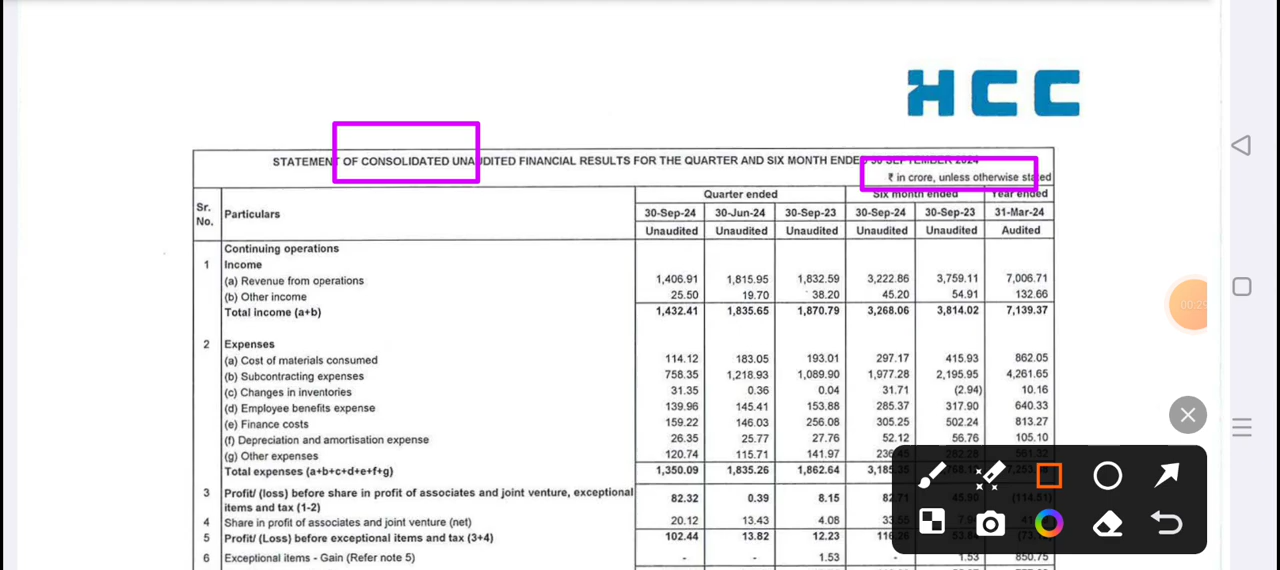 HCC
STATEMENT OF CONSOLIDATED UNAUDITED FINANCIAL RESULTS FOR THE QUARTER AND SIX MONTH ENDED 30 SEPTEMBER 2024
₹ in crore, unless otherwise stated
Sr. No. Particulars Quarter ended Six month ended Year ended
30-Sep-24 30-Jun-24 30-Sep-23 30-Sep-24 30-Sep-23 31-Mar-24
Unaudited Unaudited Unaudited Unaudited Unaudited Audited
Continuing operations
1 Income
(a) Revenue from operations 1,406.91 1,815.95 1,832.59 3,222.86 3,759.11 7,006.71
(b) Other income 25.50 19.70 38.20 45.20 54.91 132.66
Total income (a+b) 1,432.41 1,835.65 1,870.79 3,268.06 3,814.02 7,139.37
2 Expenses
(a) Cost of materials consumed 114.12 183.05 193.01 297.17 415.93 862.05
(b) Subcontracting expenses 758.35 1,218.93 1,089.90 1,977.28 2,195.95 4,261.65
(c) Changes in inventories 31.35 0.36 0.04 31.71 (2.94) 10.16
(d) Employee benefits expense 139.96 145.41 153.88 285.37 317.90 640.33
(e) Finance costs 159.22 146.03 256.08 305.25 502.24 813.27
(f) Depreciation and amortisation expense 26.35 25.77 27.76 52.12 56.76 105.10
(g) Other expenses 120.74 115.71 141.97
Total expenses (a+b+c+d+e+f+g) 1,350.09 1,835.26 1,862.64
3 Profit/ (loss) before share in profit of associates and joint venture, exceptional
items and tax (1-2) 82.32 0.39 8.15
4 Share in profit of associates and joint venture (net) 20.12 13.43 4.08
5 Profit/ (Loss) before exceptional items and tax (3+4) 102.44 13.82 12.23
6 Exceptional items - Gain (Refer note 5) - - 1.53 - 1.53 850.75